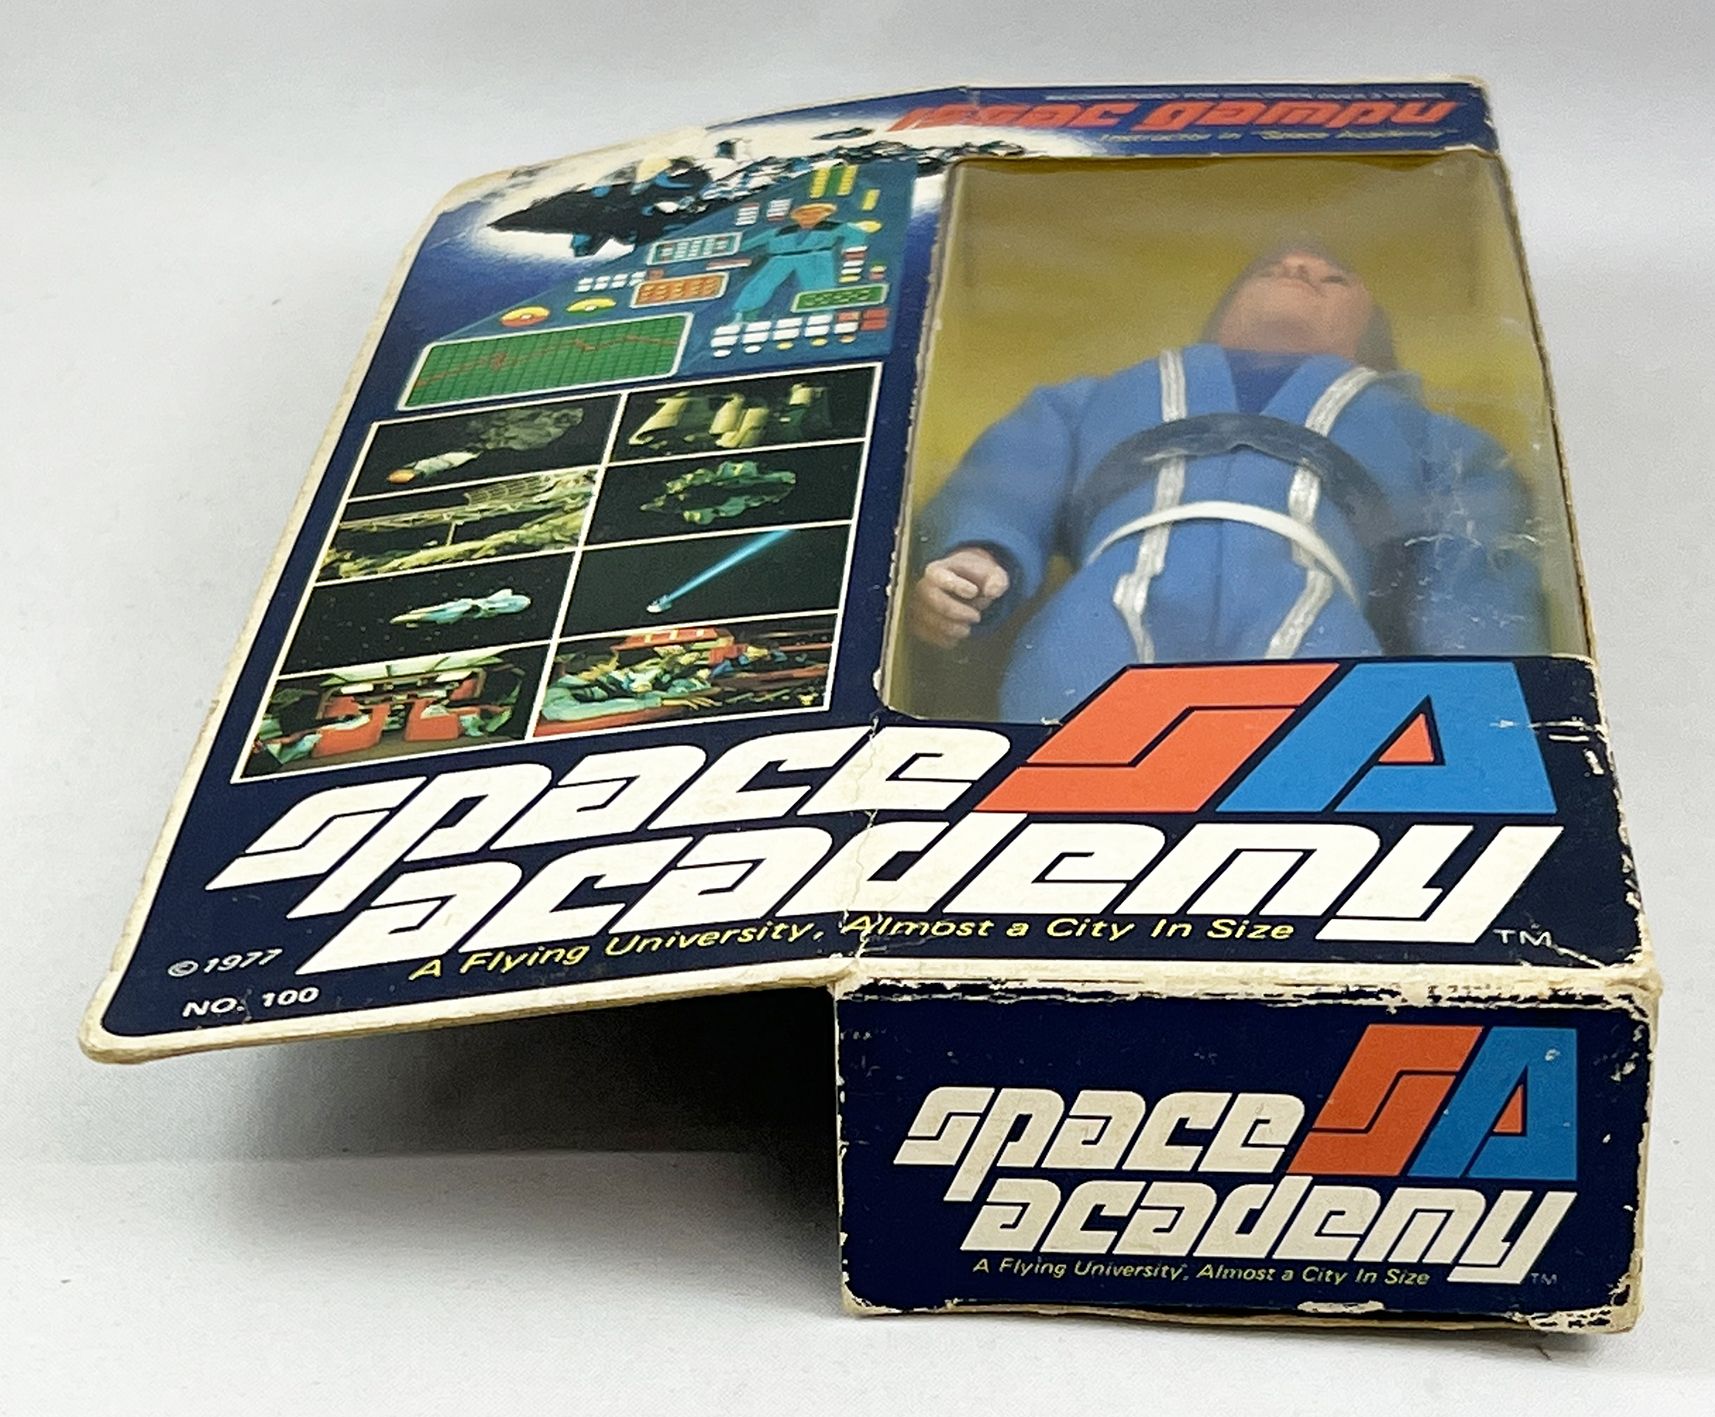 isaac gampu
Instructor in "Space Academy"
SA
space
academy
TM
A Flying University, Almost a City In Size
© 1977
NO. 100
SA
space
academy
TM
A Flying University, Almost a City In Size